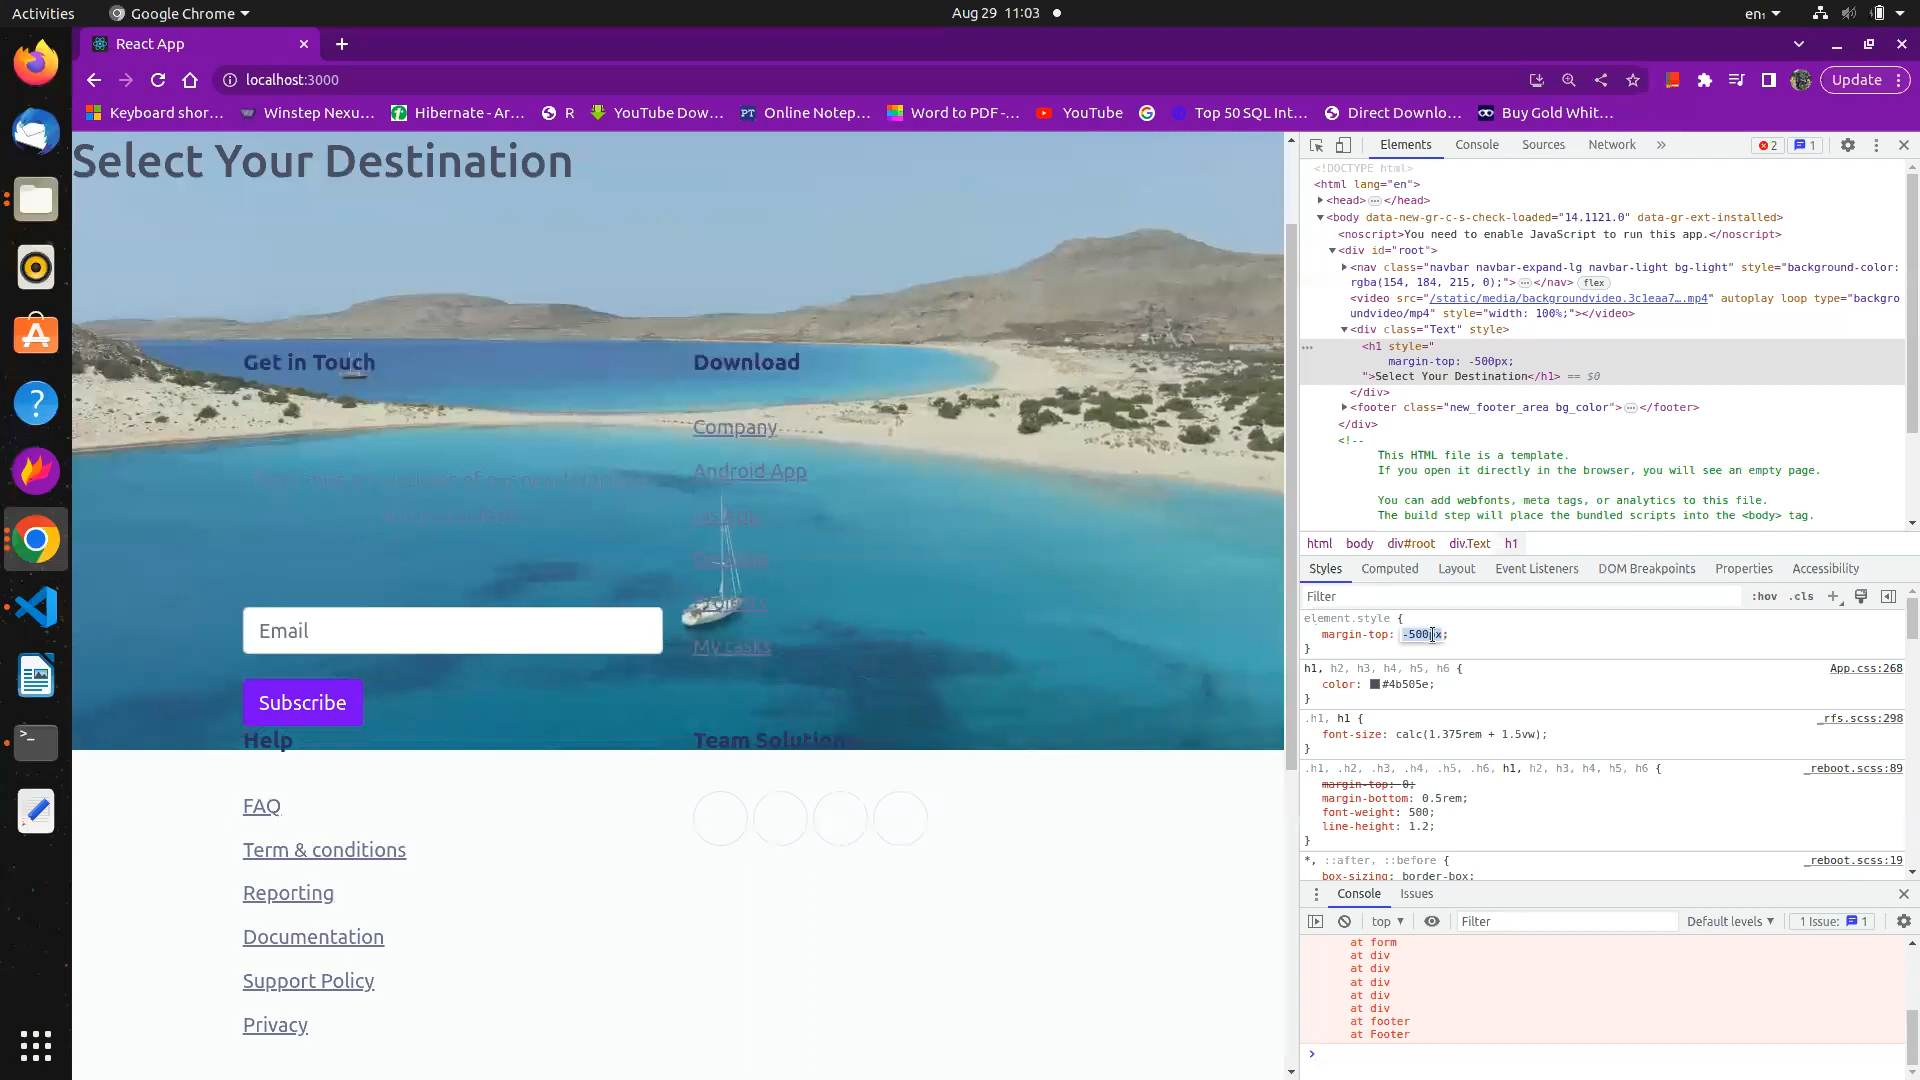 Activities
Google Chrome
Aug 29 11:03
en₁
React App
localhost:3000
Update
Keyboard shor...
Winstep Nexu...
Hibernate - Ar...
R
YouTube Dow...
PT Online Notep...
Word to PDF -...
YouTube
Top 50 SQL Int...
Direct Downlo...
Buy Gold Whit...
Select Your Destination
Get in Touch
Download
Company
Android App
Email
My tasks
Subscribe
Help
Team Solutions
FAQ
Term & conditions
Reporting
Documentation
Support Policy
Privacy
Elements Console Sources Network » 2 1
<!DOCTYPE html>
<html lang="en">
<head> </head>
<body data-new-gr-c-s-check-loaded="14.1121.0" data-gr-ext-installed>
<noscript>You need to enable JavaScript to run this app.</noscript>
<div id="root">
<nav class="navbar navbar-expand-lg navbar-light bg-light" style="background-color:
rgba(154, 184, 215, 0);"> </nav> flex
<video src="/static/media/backgroundvideo.3c1eaa7….mp4" autoplay loop type="backgro
undvideo/mp4" style="width: 100%;"></video>
<div class="Text" style>
<h1 style="
margin-top: -500px;
">Select Your Destination</h1> == $0
</div>
<footer class="new_footer_area bg_color"> </footer>
</div>
<!--
This HTML file is a template.
If you open it directly in the browser, you will see an empty page.
You can add webfonts, meta tags, or analytics to this file.
The build step will place the bundled scripts into the <body> tag.
html body div#root div.Text h1
Styles Computed Layout Event Listeners DOM Breakpoints Properties Accessibility
Filter :hov .cls +
element.style {
margin-top: -500px;
}
h1, h2, h3, h4, h5, h6 { App.css:268
color: #4b505e;
}
.h1, h1 { _rfs.scss:298
font-size: calc(1.375rem + 1.5vw);
}
.h1, .h2, .h3, .h4, .h5, .h6, h1, h2, h3, h4, h5, h6 { _reboot.scss:89
margin-top: 0;
margin-bottom: 0.5rem;
font-weight: 500;
line-height: 1.2;
}
*, ::after, ::before { _reboot.scss:19
box-sizing: border-box;
Console Issues
top Filter Default levels 1 Issue: 1
at form
at div
at div
at div
at div
at div
at footer
at Footer